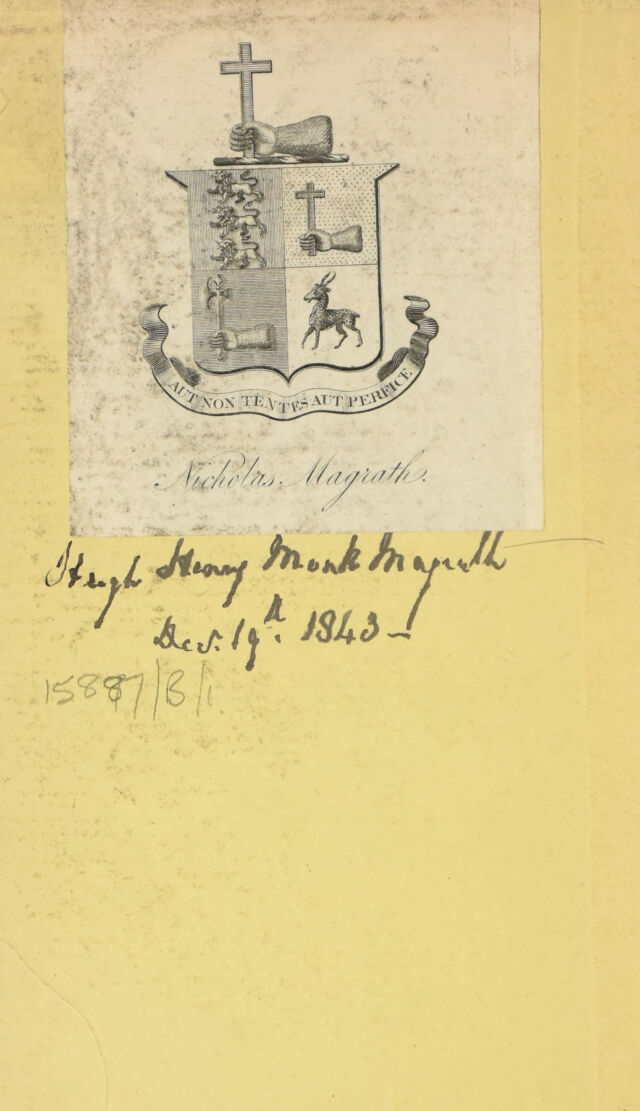 AUT NON TENTES AUT PERFICE
Nicholas Magrath.
Hugh Henry Monk Magrath
Dec. 19th. 1843 —
15887/B/1.